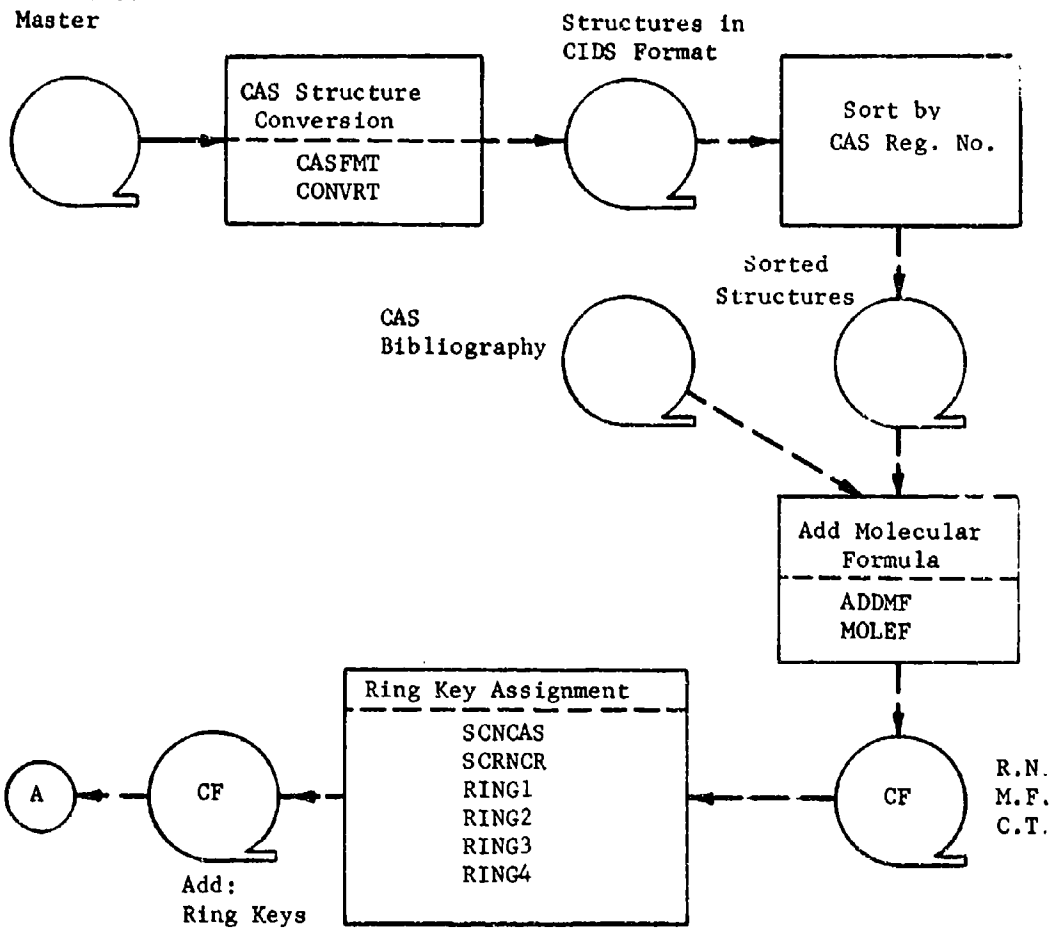 Master
Structures in
CIDS Format
CAS Structure
Conversion
CASFMT
CONVRT
Sort by
CAS Reg. No.
Sorted
Structures
CAS
Bibliography
Add Molecular
Formula
ADDMF
MOLEF
Ring Key Assignment
SCNCAS
SCRNCR
RING1
RING2
RING3
RING4
R.N.
M.F.
C.T.
CF
CF
A
Add:
Ring Keys